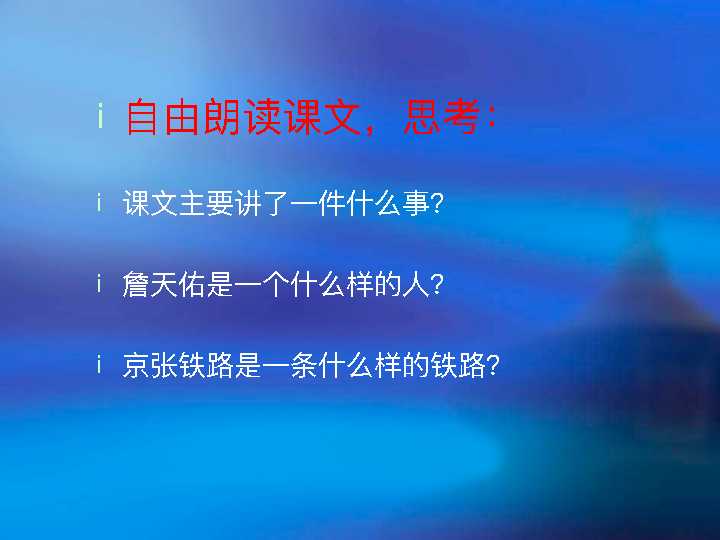 i 自由朗读课文，思考：
i 课文主要讲了一件什么事？
i 詹天佑是一个什么样的人？
i 京张铁路是一条什么样的铁路？